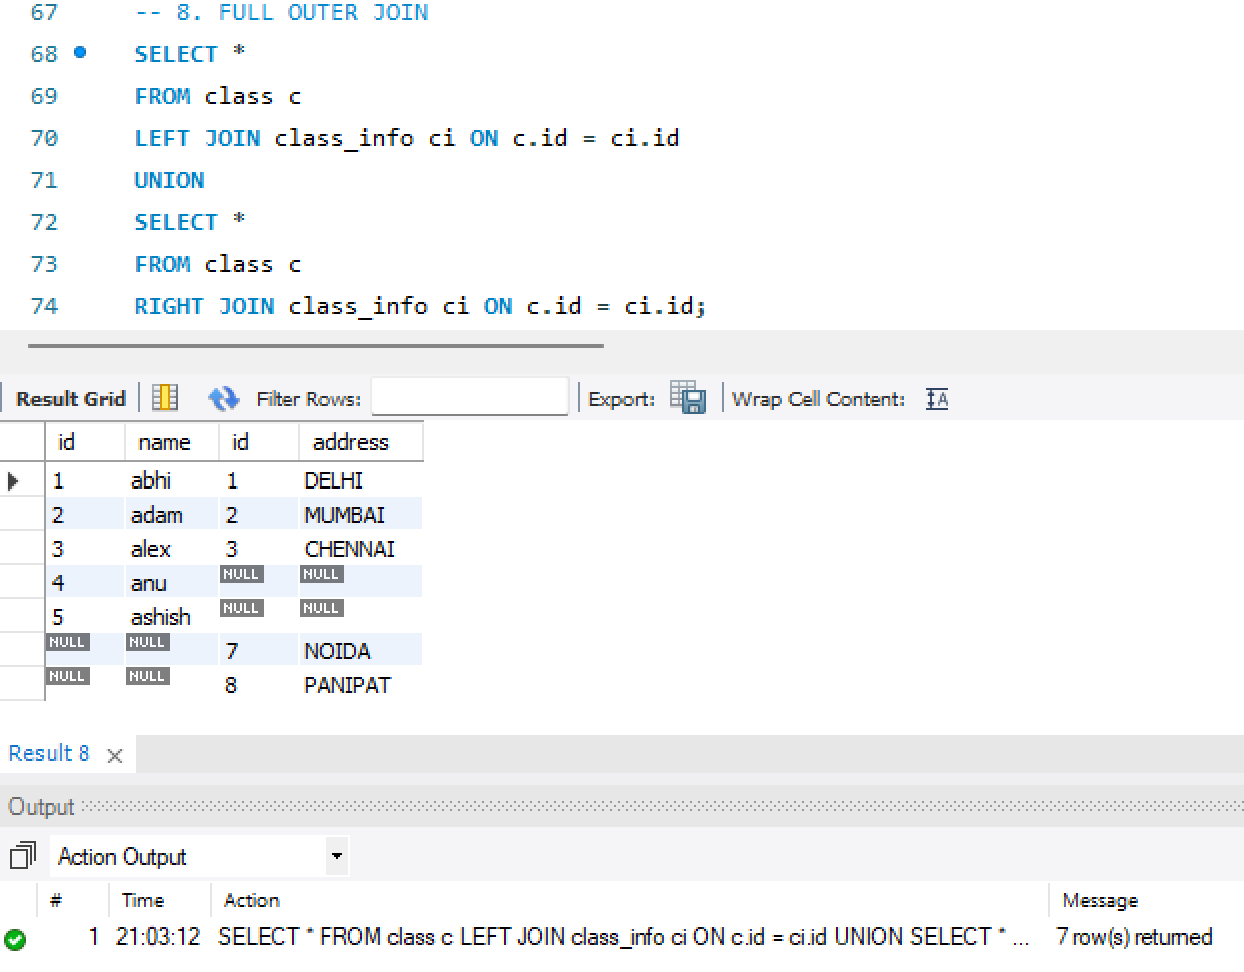 67 -- 8. FULL OUTER JOIN
68 SELECT *
69 FROM class c
70 LEFT JOIN class_info ci ON c.id = ci.id
71 UNION
72 SELECT *
73 FROM class c
74 RIGHT JOIN class_info ci ON c.id = ci.id;
Result Grid Filter Rows: Export: Wrap Cell Content: IA
id name id address
1 abhi 1 DELHI
2 adam 2 MUMBAI
3 alex 3 CHENNAI
4 anu NULL NULL
5 ashish NULL NULL
NULL NULL 7 NOIDA
NULL NULL 8 PANIPAT
Result 8
Output
Action Output
# Time Action Message
1 21:03:12 SELECT * FROM class c LEFT JOIN class_info ci ON c.id = ci.id UNION SELECT * ... 7 row(s) returned